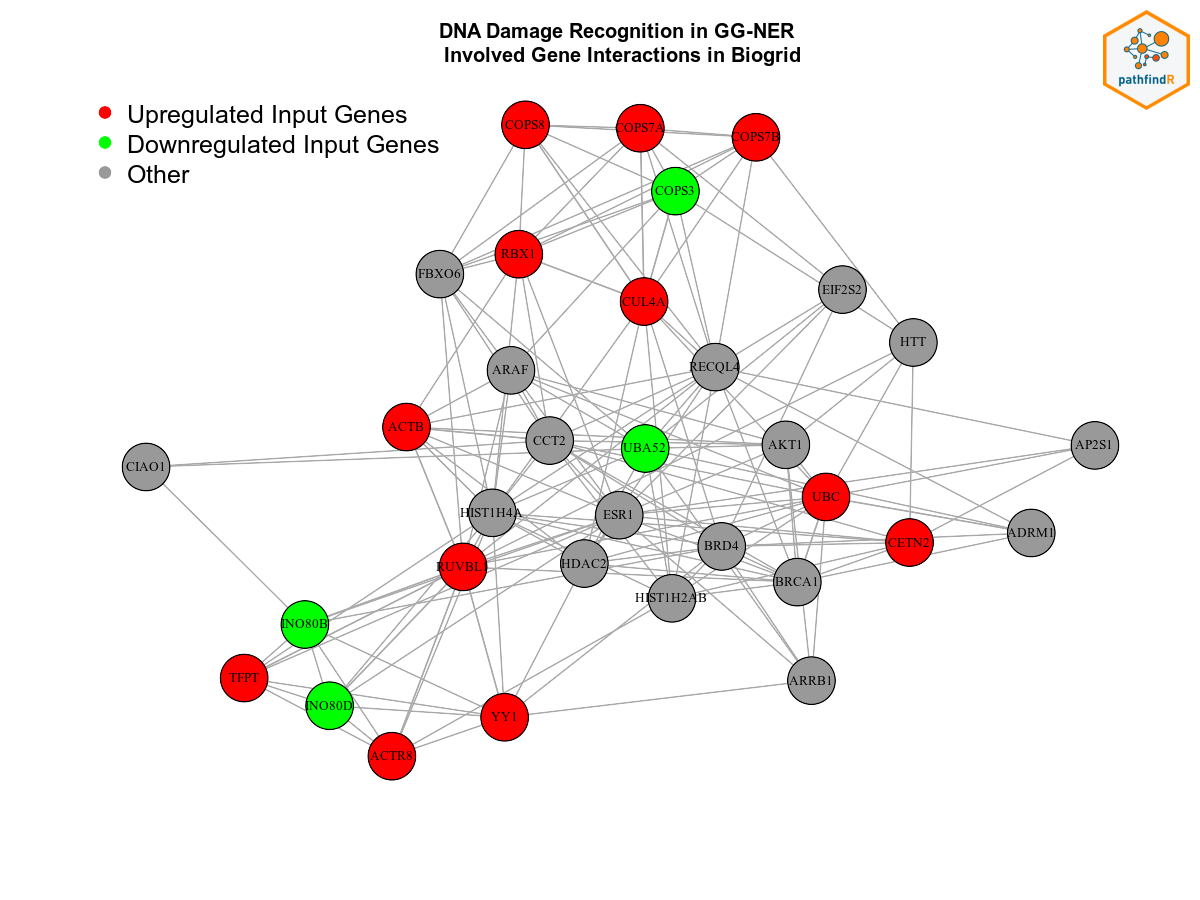 DNA Damage Recognition in GG-NER
Involved Gene Interactions in Biogrid
pathfindR
Upregulated Input Genes
Downregulated Input Genes
Other
COPS8
COPS7A
COPS7B
COPS3
RBX1
FBXO6
EIF2S2
CUL4A
HTT
RECQL4
ARAF
ACTB
CCT2
UBA52
AKT1
AP2S1
CIAO1
UBC
HIST1H4A
ESR1
ADRM1
CETN2
BRD4
HDAC2
RUVBL1
BRCA1
HIST1H2AB
INO80B
TFPT
ARRB1
INO80D
YY1
ACTR8